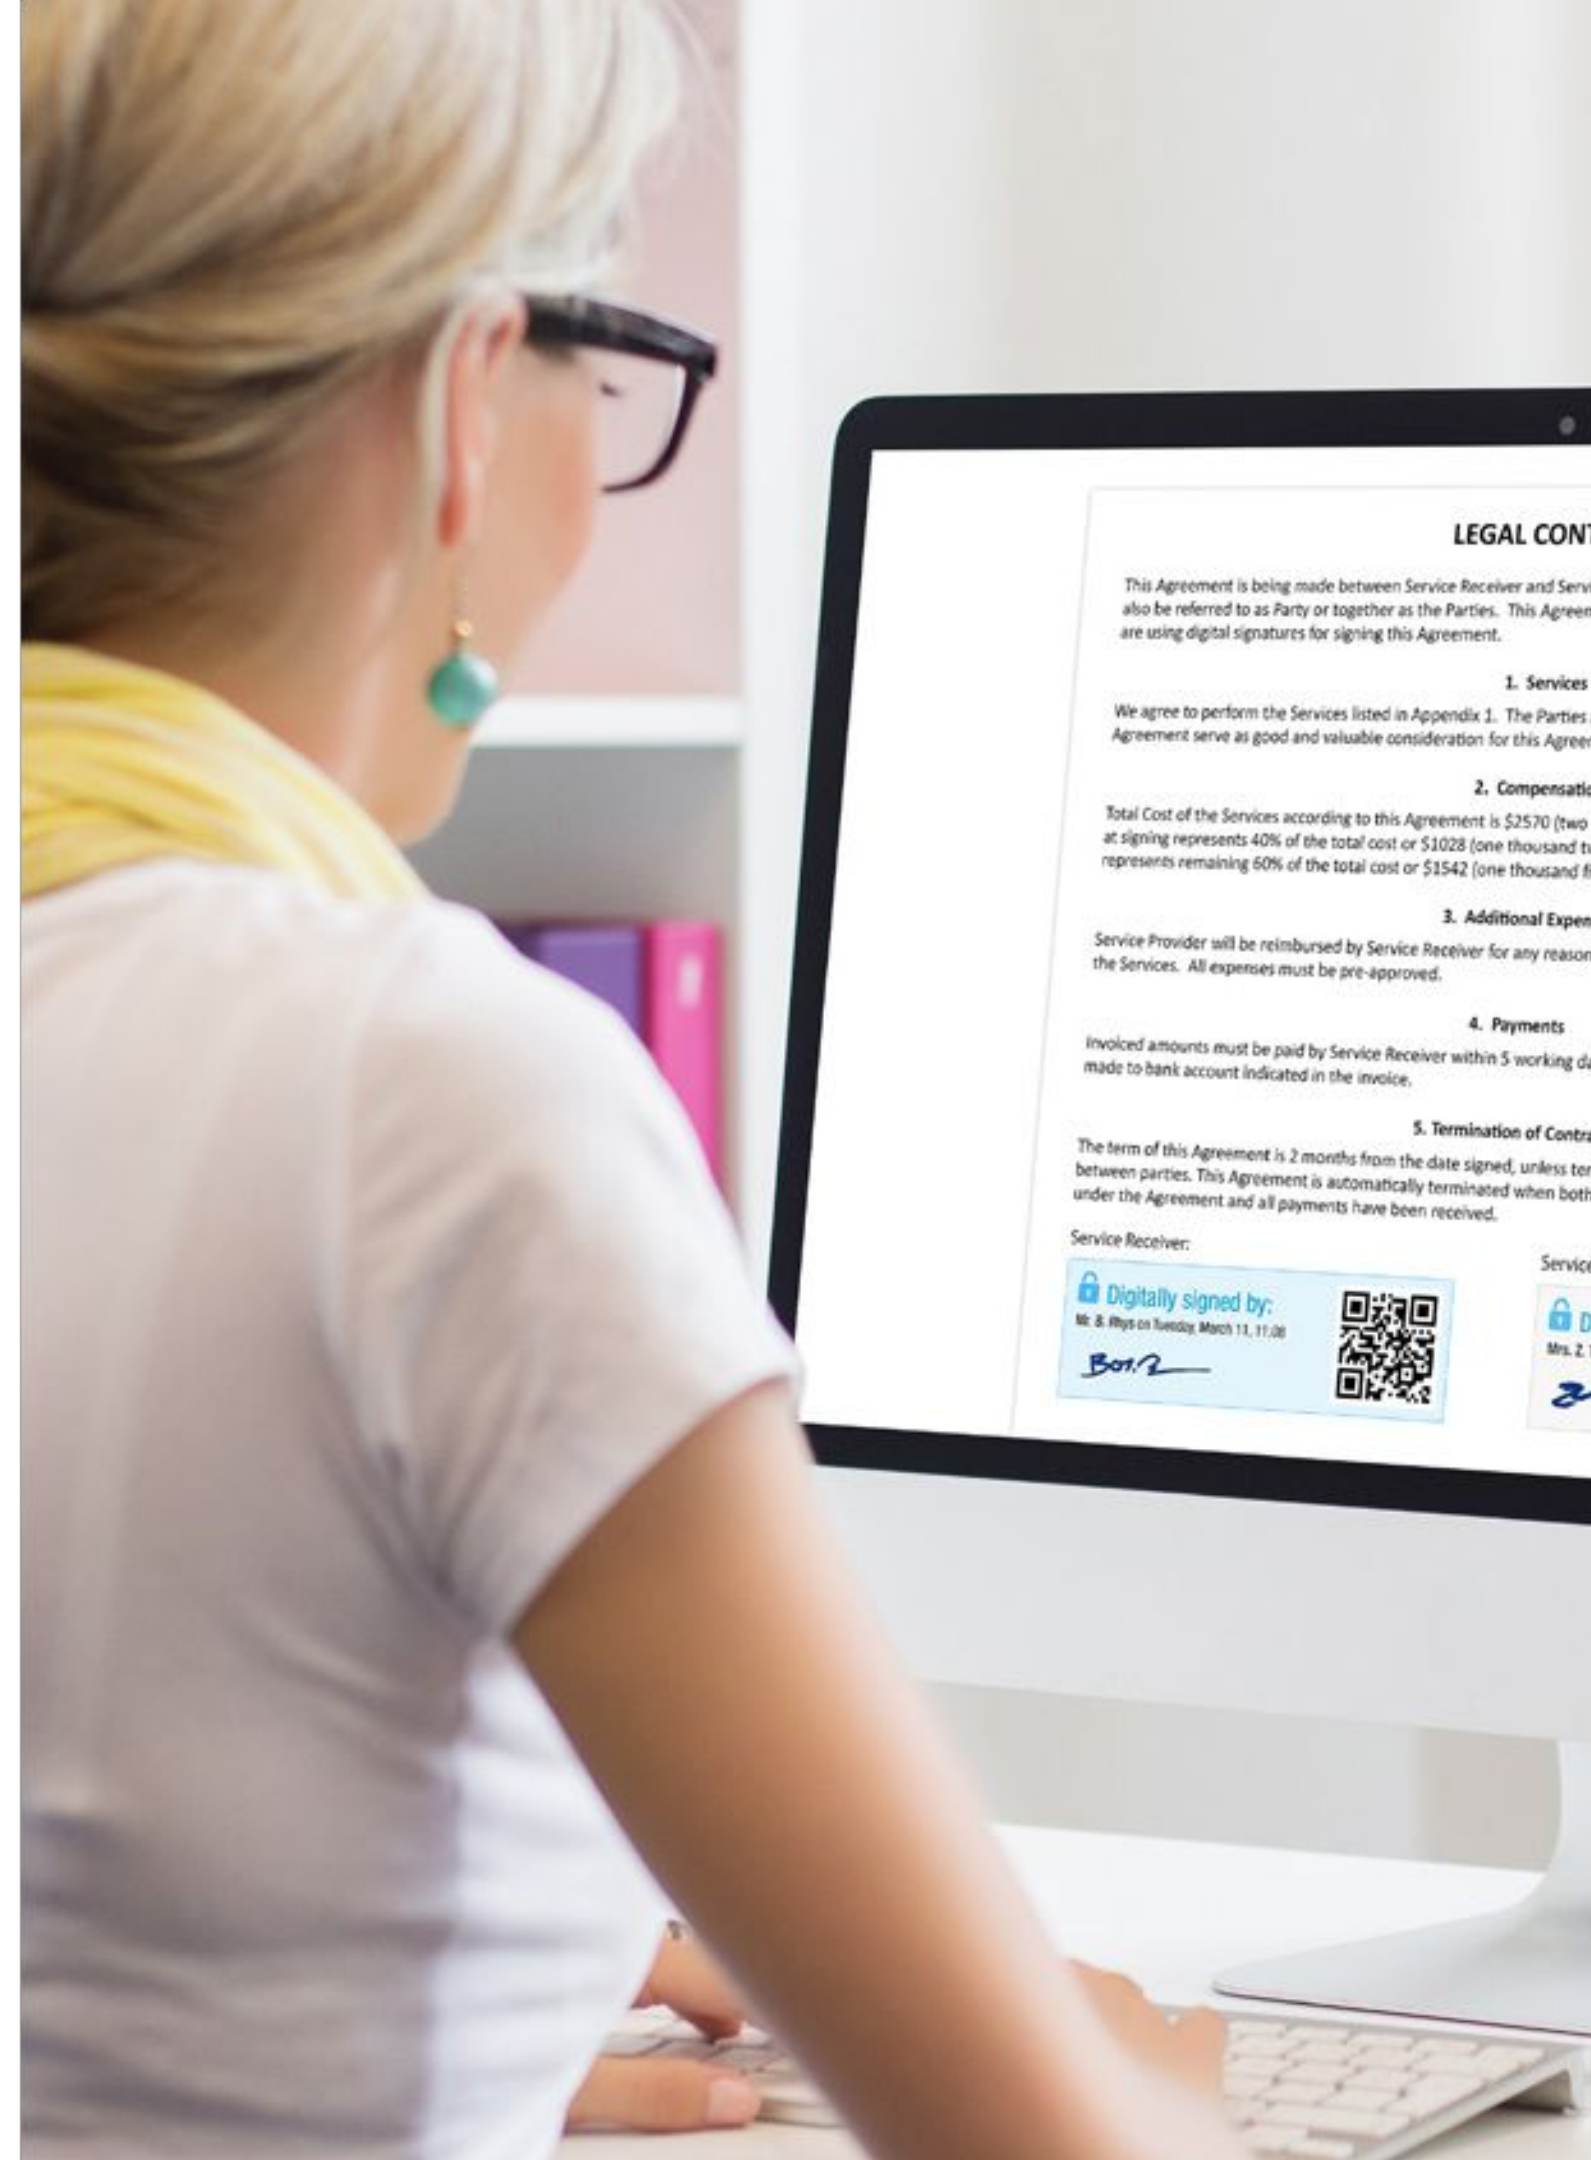 LEGAL CONT
This Agreement is being made between Service Receiver and Servi
also be referred to as Party or together as the Parties. This Agreem
are using digital signatures for signing this Agreement.
1. Services
We agree to perform the Services listed in Appendix 1. The Parties
Agreement serve as good and valuable consideration for this Agreem
2. Compensatio
Total Cost of the Services according to this Agreement is $2570 (two
at signing represents 40% of the total cost or $1028 (one thousand tw
represents remaining 60% of the total cost or $1542 (one thousand fi
3. Additional Expen
Service Provider will be reimbursed by Service Receiver for any reason
the Services. All expenses must be pre-approved.
4. Payments
Invoiced amounts must be paid by Service Receiver within 5 working da
made to bank account indicated in the invoice.
5. Termination of Contra
The term of this Agreement is 2 months from the date signed, unless ter
between parties. This Agreement is automatically terminated when both
under the Agreement and all payments have been received.
Service Receiver:
Service
Digitally signed by:
Mr. B. Rhys on Tuesday, March 11, 11:08
D
Mrs. Z.